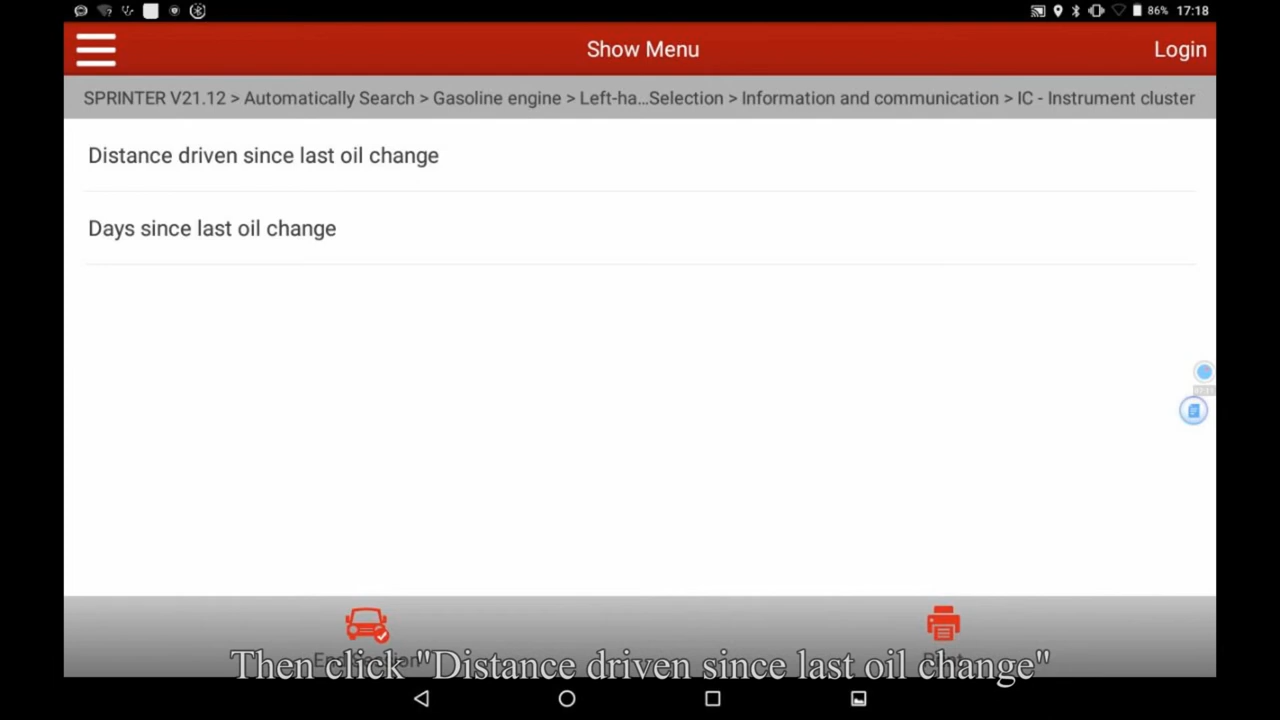 86% 17:18
Show Menu
Login
SPRINTER V21.12 > Automatically Search > Gasoline engine > Left-ha...Selection > Information and communication > IC - Instrument cluster
Distance driven since last oil change
Days since last oil change
Then click "Distance driven since last oil change"